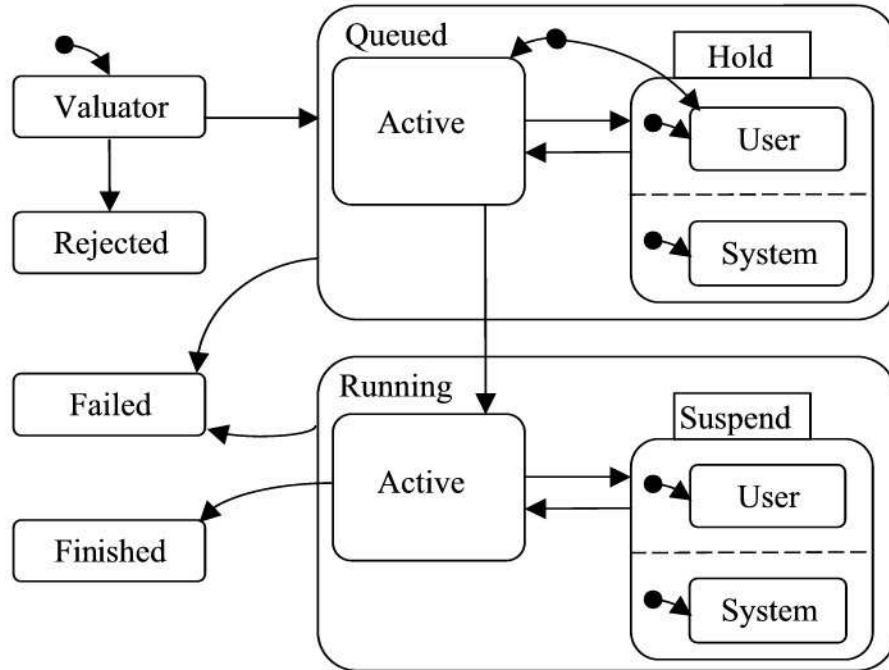 Queued
Hold
Valuator
Active
User
Rejected
System
Running
Failed
Suspend
Active
User
Finished
System